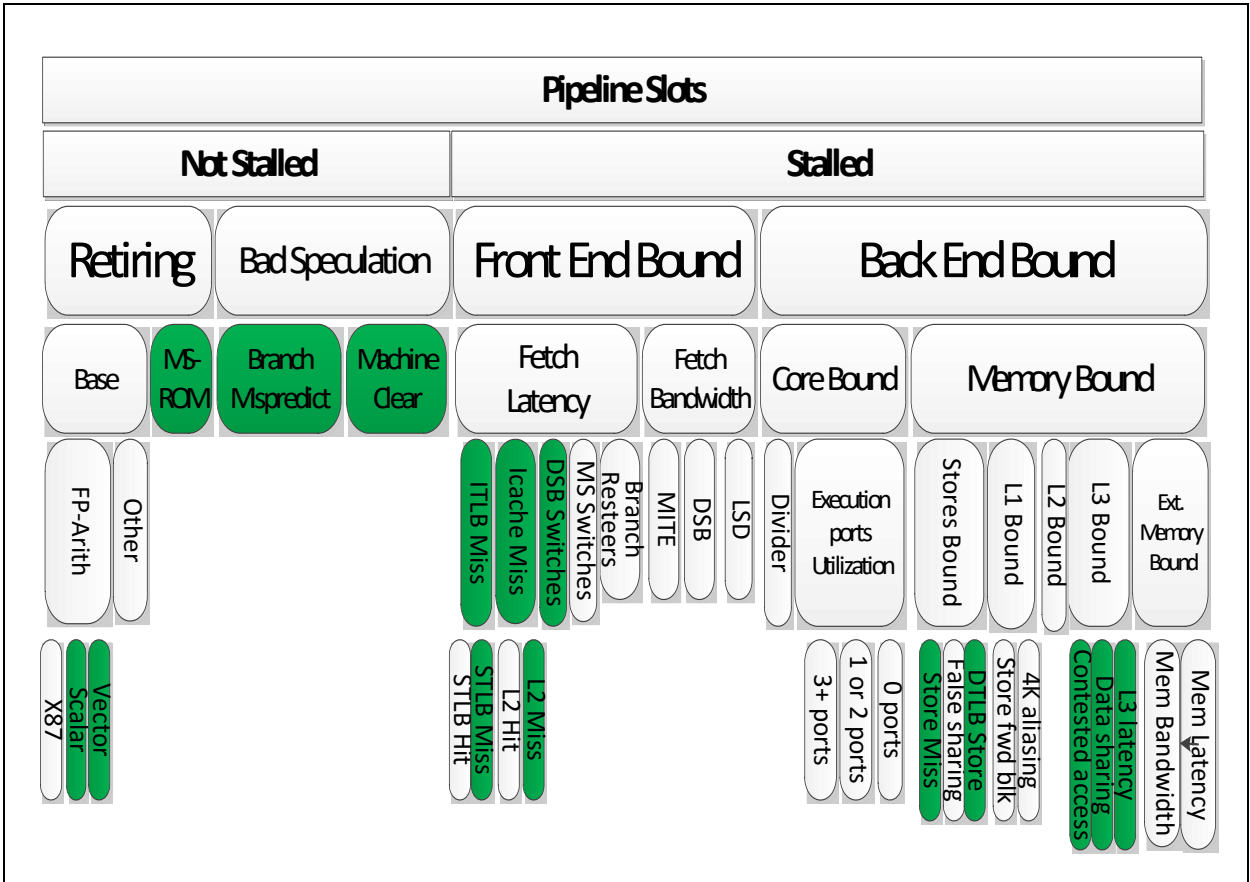 Pipeline Slots
Not Stalled
Stalled
Retiring
Bad Speculation
Front End Bound
Back End Bound
Base
MS-
ROM
Branch
Mispredict
Machine
Clear
Fetch
Latency
Fetch
Bandwidth
Core Bound
Memory Bound
FP-Arith
Other
ITLB Miss
Icache Miss
DSB Switches
MS Switches
Branch
Resteers
MITE
DSB
LSD
Divider
Execution
ports
Utilization
Stores Bound
L1 Bound
L2 Bound
L3 Bound
Ext.
Memory
Bound
X87
Scalar
Vector
STLB Hit
STLB Miss
L2 Hit
L2 Miss
3+ ports
1 or 2 ports
0 ports
Store Miss
False sharing
DTLB Store
Store fwd blk
4K aliasing
Contested access
Data sharing
L3 latency
Mem Bandwidth
Mem Latency